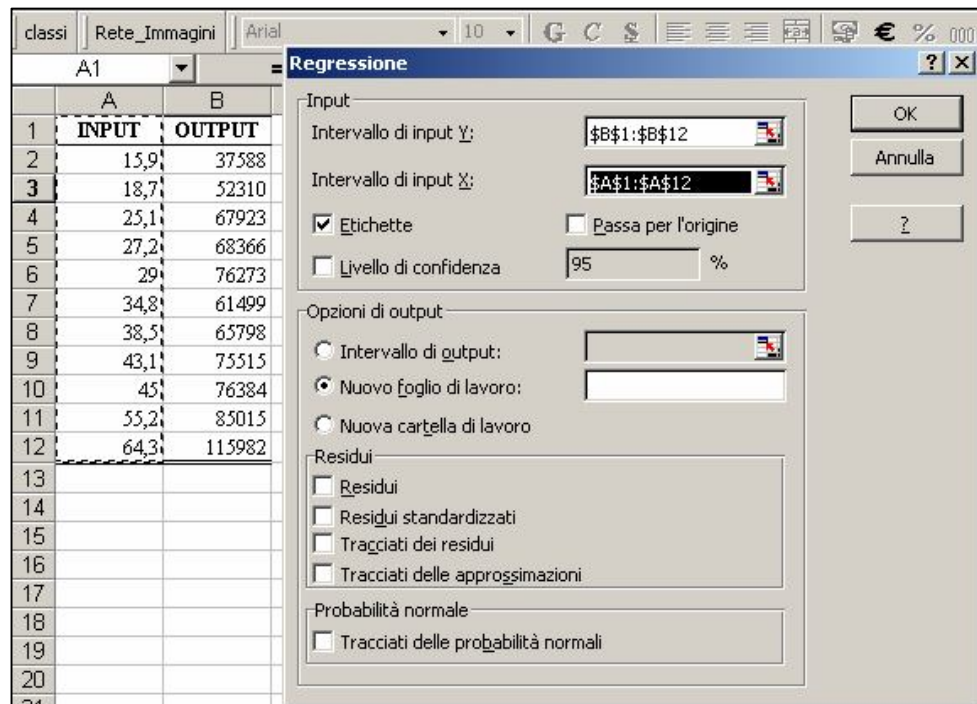 classi Rete_Immagini Arial 10 G C S € % 000
A1 =
Regressione ? X
A B
1 INPUT OUTPUT
2 15,9 37588
3 18,7 52310
4 25,1 67923
5 27,2 68366
6 29 76273
7 34,8 61499
8 38,5 65798
9 43,1 75515
10 45 76384
11 55,2 85015
12 64,3 115982
13
14
15
16
17
18
19
20
21
Input
Intervallo di input Y: $B$1:$B$12
Intervallo di input X: $A$1:$A$12
Etichette Passa per l'origine
Livello di confidenza 95 %
Opzioni di output
Intervallo di output:
Nuovo foglio di lavoro:
Nuova cartella di lavoro
Residui
Residui
Residui standardizzati
Tracciati dei residui
Tracciati delle approssimazioni
Probabilità normale
Tracciati delle probabilità normali
OK
Annulla
?